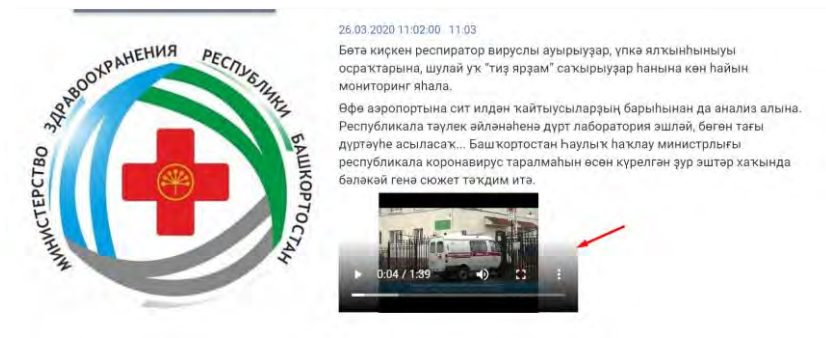 МИНИСТЕРСТВО ЗДРАВООХРАНЕНИЯ РЕСПУБЛИКИ БАШКОРТОСТАН
26.03.2020 11:02:00 11:03
Бөтә киҫкен респиратор вируслы ауырыуҙар, үпкә ялҡынһыныуы
осраҡтарына, шулай уҡ "тиҙ ярҙам" саҡырыуҙар һанына көн һайын
мониторинг яһала.
Өфө аэропортына сит илдән ҡайтыусыларҙың барыһынан да анализ алына.
Республикала тәүлек әйләнәһенә дүрт лаборатория эшләй, бөгөн тағы
дүртәүһе асыласаҡ... Башҡортостан Һаулыҡ һаҡлау министрлығы
республикала коронавирус таралмаһын өсөн күрелгән ҙур эштәр хаҡында
бәләкәй генә сюжет тәҡдим итә.
0:04 / 1:39